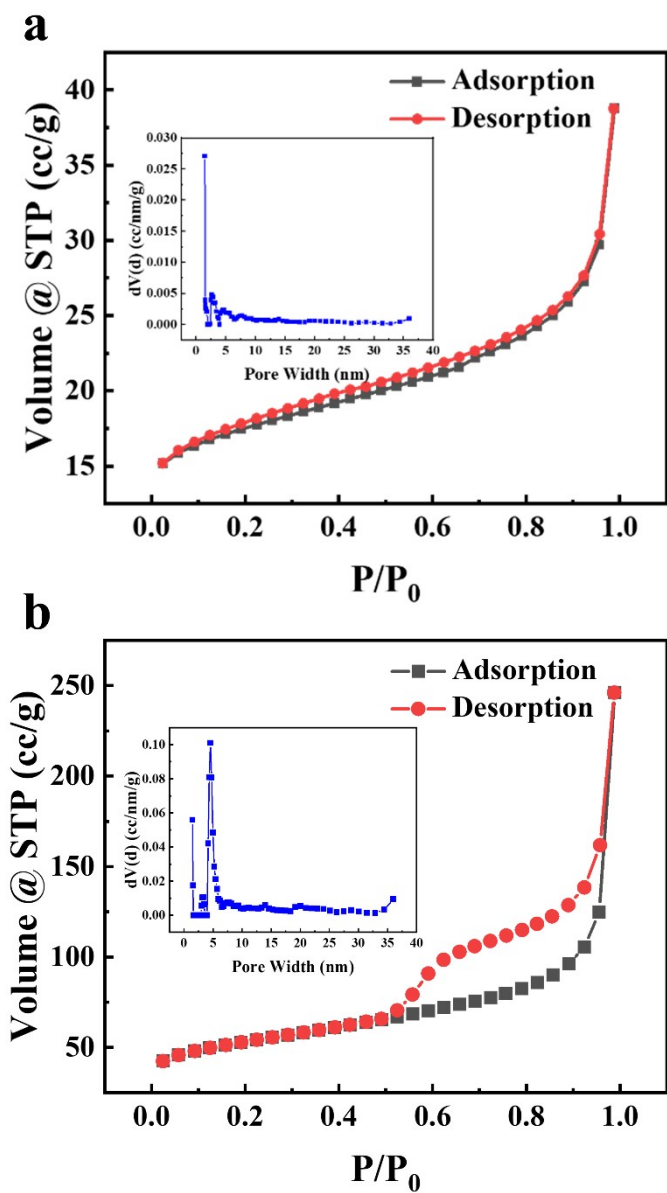 a
Adsorption
Desorption
Volume @ STP (cc/g)
40
35
30
25
20
15
0.0 0.2 0.4 0.6 0.8 1.0
P/P₀
dV(d) (cc/nm/g)
0.030
0.025
0.020
0.015
0.010
0.005
0.000
0 5 10 15 20 25 30 35 40
Pore Width (nm)
b
Adsorption
Desorption
Volume @ STP (cc/g)
250
200
150
100
50
0.0 0.2 0.4 0.6 0.8 1.0
P/P₀
dV(d) (cc/nm/g)
0.10
0.08
0.06
0.04
0.02
0.00
0 5 10 15 20 25 30 35 40
Pore Width (nm)